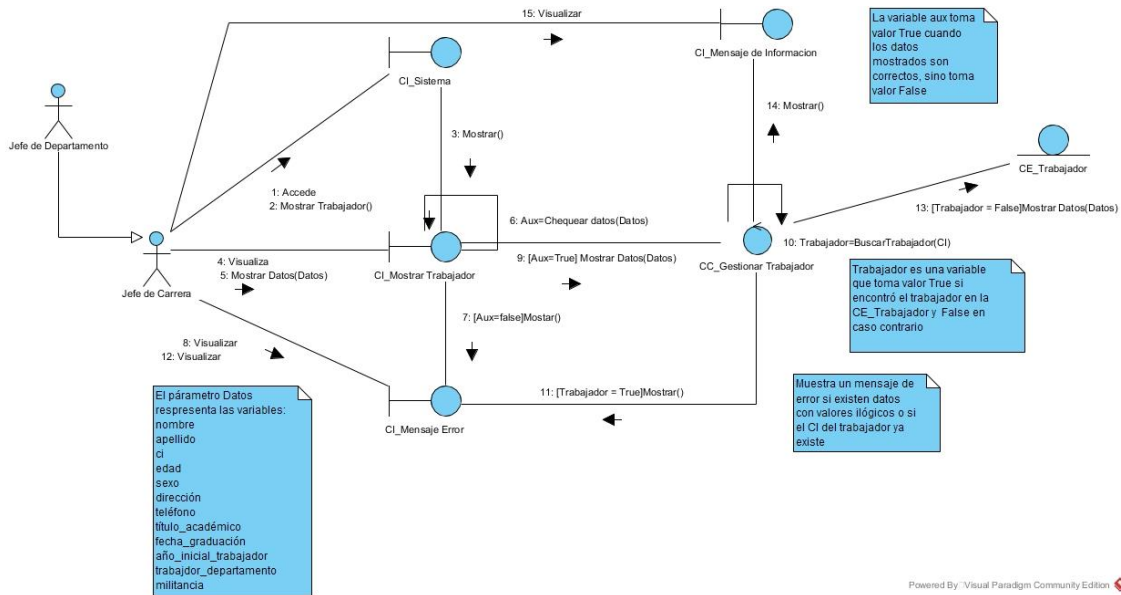 15: Visualizar
CI_Mensaje de Informacion
La variable aux toma
valor True cuando
los datos
mostrados son
correctos, sino toma
valor False
CI_Sistema
Jefe de Departamento
3: Mostrar()
14: Mostrar()
CE_Trabajador
1: Accede
2: Mostrar Trabajador()
13: [Trabajador = False]Mostrar Datos(Datos)
6: Aux=Chequear datos(Datos)
10: Trabajador=BuscarTrabajador(CI)
4: Visualiza
5: Mostrar Datos(Datos)
CI_Mostrar Trabajador
9: [Aux=True] Mostrar Datos(Datos)
CC_Gestionar Trabajador
Jefe de Carrera
Trabajador es una variable
que toma valor True si
encontró el trabajador en la
CE_Trabajador y False en
caso contrario
7: [Aux=false]Mostar()
8: Visualizar
12: Visualizar
11: [Trabajador = True]Mostrar()
CI_Mensaje Error
Muestra un mensaje de
error si existen datos
con valores ilógicos o si
el CI del trabajador ya
existe
El párametro Datos
respresenta las variables:
nombre
apellido
ci
edad
sexo
dirección
teléfono
título_académico
fecha_graduación
año_inicial_trabajador
trabajdor_departamento
militancia
Powered By Visual Paradigm Community Edition